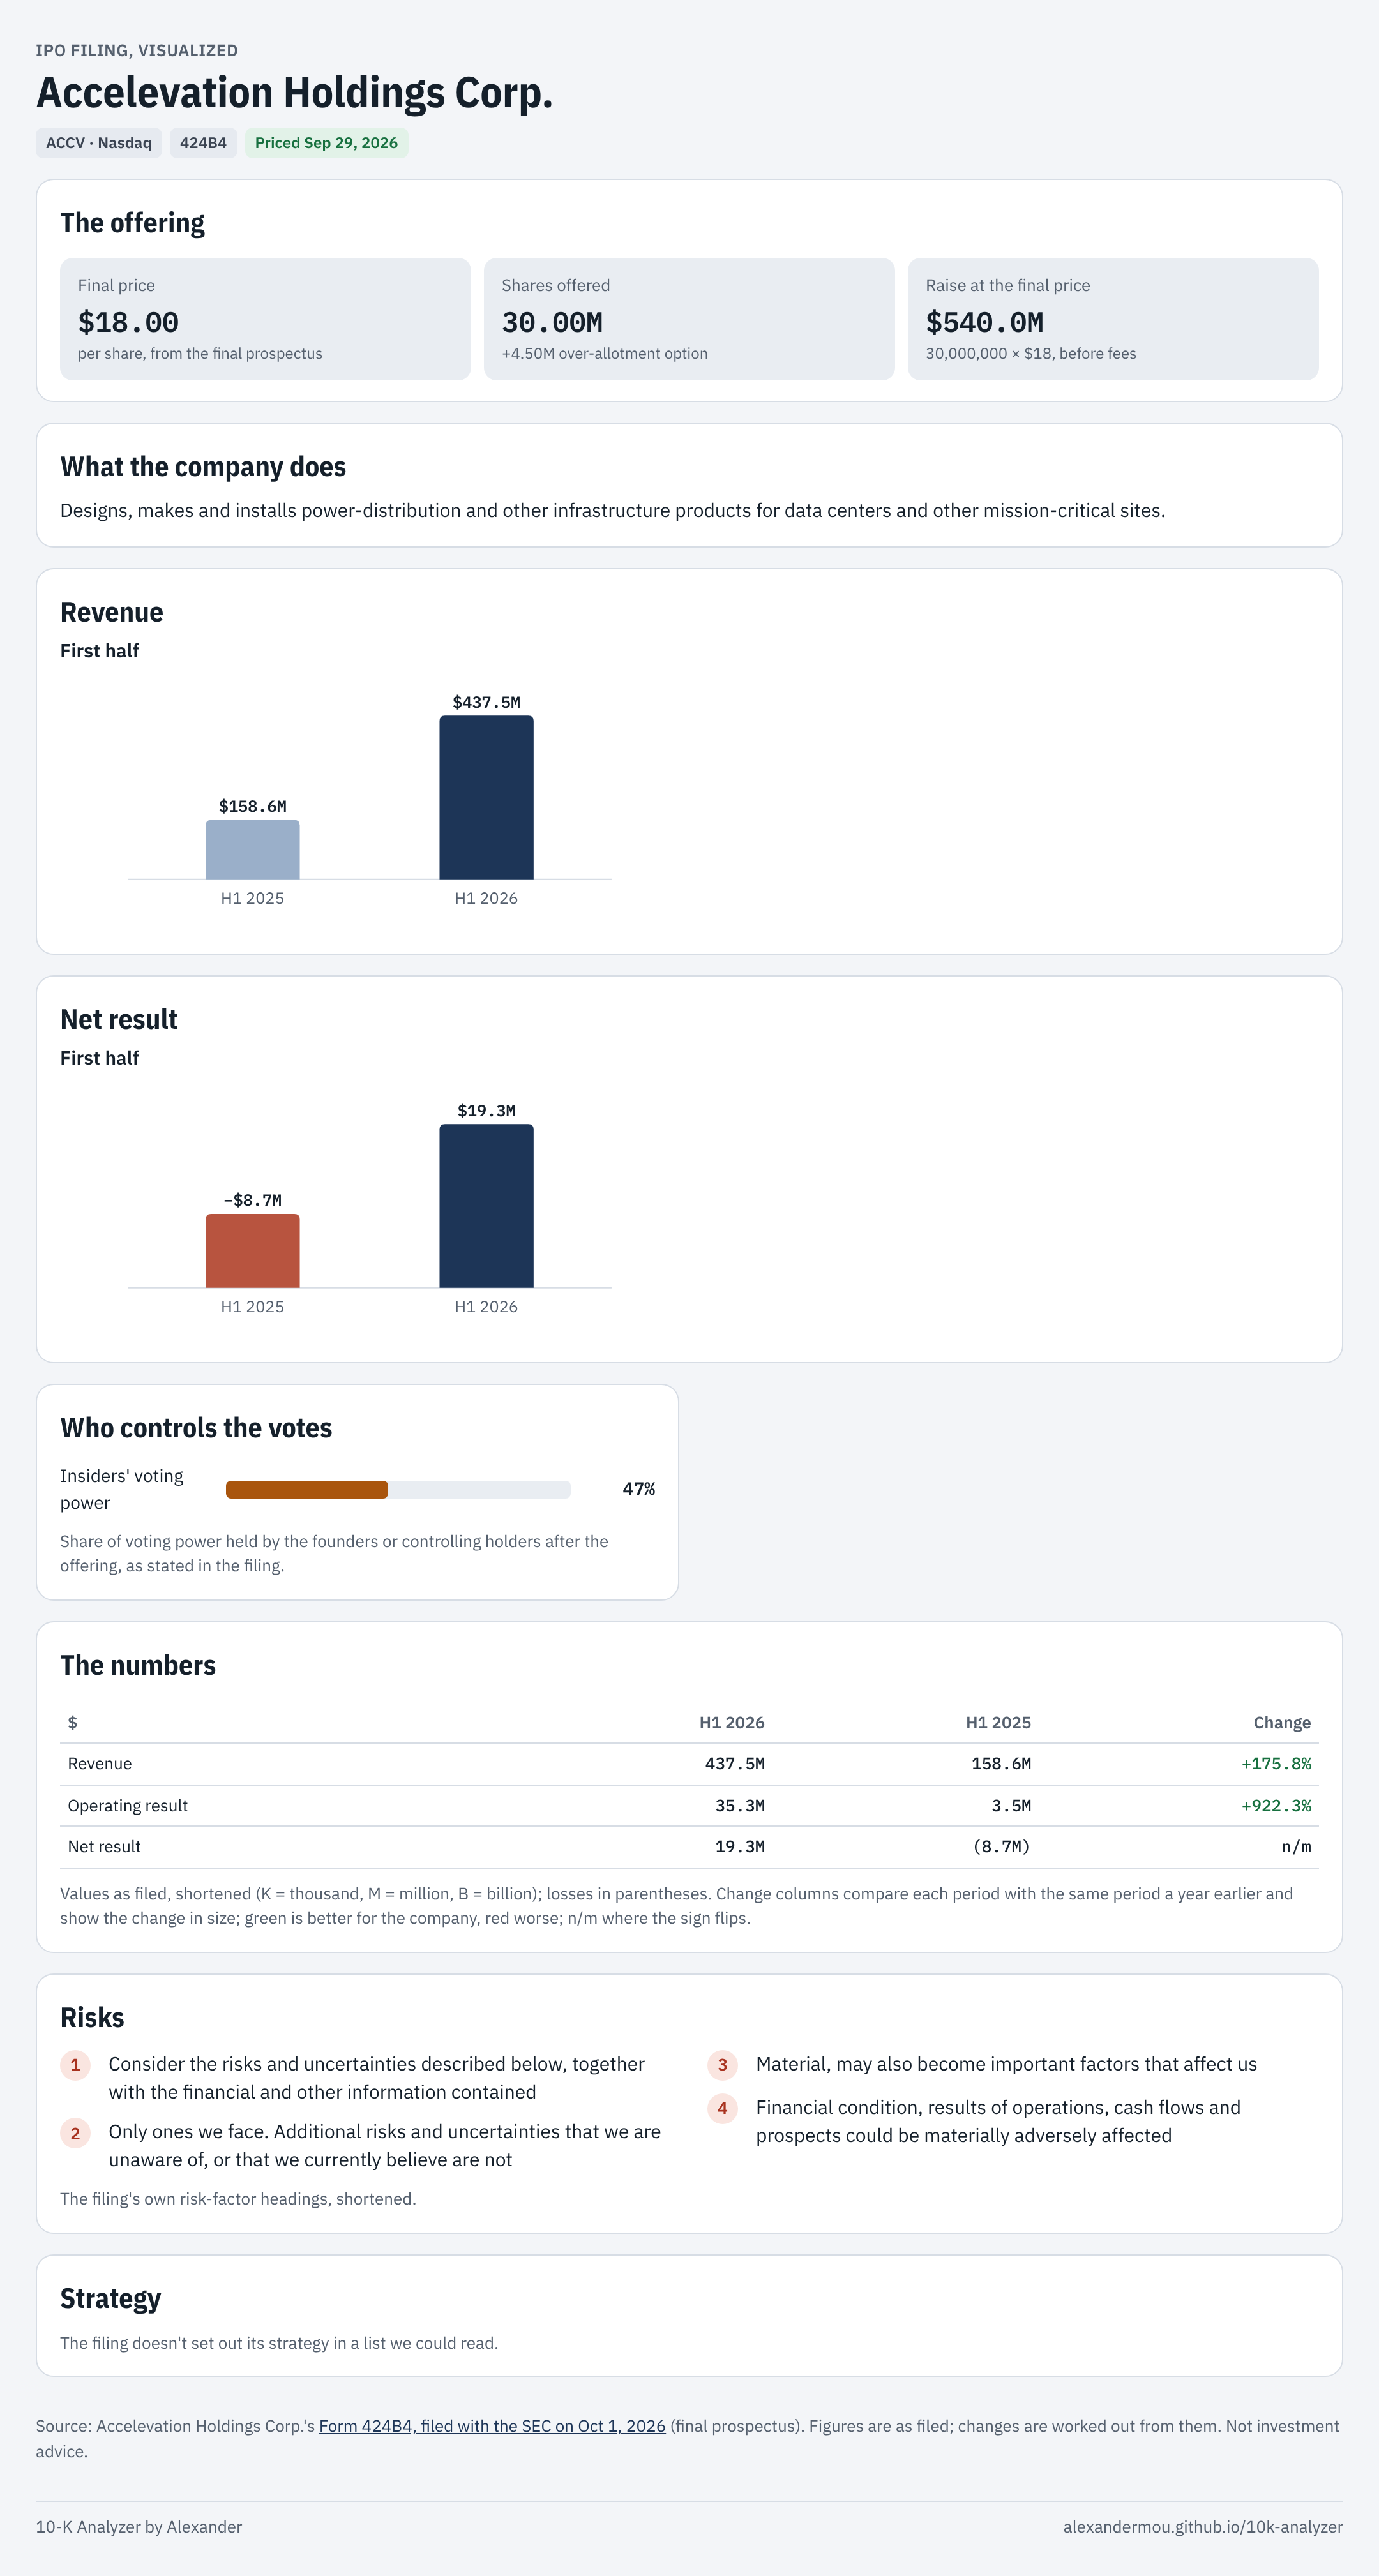 IPO FILING, VISUALIZED
Accelevation Holdings Corp.
ACCV · Nasdaq 424B4 Priced Sep 29, 2026
The offering
Final price
$18.00
per share, from the final prospectus
Shares offered
30.00M
+4.50M over-allotment option
Raise at the final price
$540.0M
30,000,000 × $18, before fees
What the company does
Designs, makes and installs power-distribution and other infrastructure products for data centers and other mission-critical sites.
Revenue
First half
$158.6M
$437.5M
H1 2025 H1 2026
Net result
First half
−$8.7M
$19.3M
H1 2025 H1 2026
Who controls the votes
Insiders' voting
power
47%
Share of voting power held by the founders or controlling holders after the
offering, as stated in the filing.
The numbers
$ H1 2026 H1 2025 Change
Revenue 437.5M 158.6M +175.8%
Operating result 35.3M 3.5M +922.3%
Net result 19.3M (8.7M) n/m
Values as filed, shortened (K = thousand, M = million, B = billion); losses in parentheses. Change columns compare each period with the same period a year earlier and
show the change in size; green is better for the company, red worse; n/m where the sign flips.
Risks
1 Consider the risks and uncertainties described below, together
with the financial and other information contained
2 Only ones we face. Additional risks and uncertainties that we are
unaware of, or that we currently believe are not
3 Material, may also become important factors that affect us
4 Financial condition, results of operations, cash flows and
prospects could be materially adversely affected
The filing's own risk-factor headings, shortened.
Strategy
The filing doesn't set out its strategy in a list we could read.
Source: Accelevation Holdings Corp.'s Form 424B4, filed with the SEC on Oct 1, 2026 (final prospectus). Figures are as filed; changes are worked out from them. Not investment
advice.
10-K Analyzer by Alexander
alexandermou.github.io/10k-analyzer